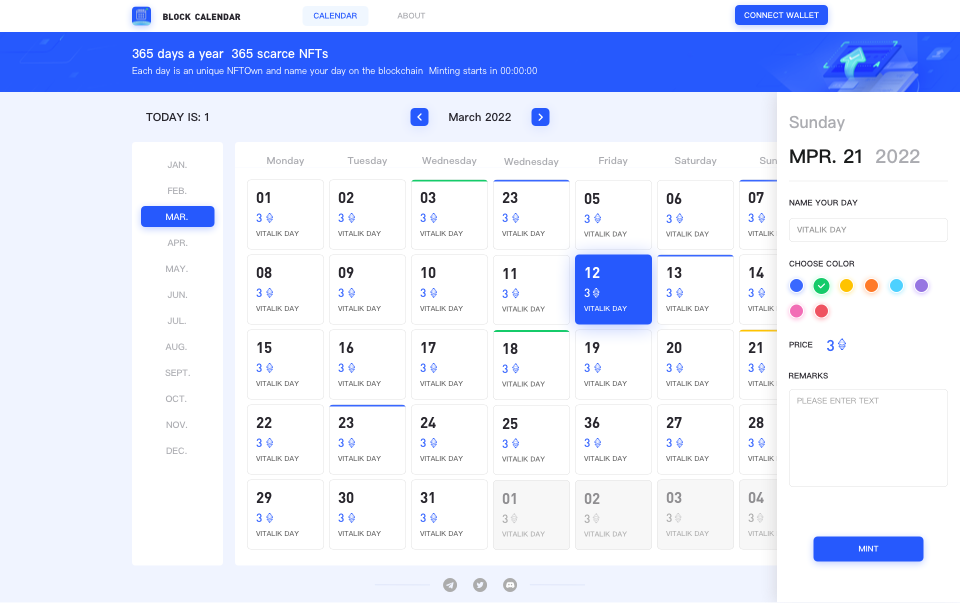 BLOCK CALENDAR
CALENDAR
ABOUT
CONNECT WALLET
365 days a year  365 scarce NFTs
Each day is an unique NFTOwn and name your day on the blockchain  Minting starts in 00:00:00
TODAY IS: 1
March 2022
JAN.
FEB.
MAR.
APR.
MAY.
JUN.
JUL.
AUG.
SEPT.
OCT.
NOV.
DEC.
Monday Tuesday Wednesday Wednesday Friday Saturday Sun
01 02 03 23 05 06 07
3 3 3 3 3 3 3
VITALIK DAY VITALIK DAY VITALIK DAY VITALIK DAY VITALIK DAY VITALIK DAY VITALIK
08 09 10 11 12 13 14
3 3 3 3 3 3 3
VITALIK DAY VITALIK DAY VITALIK DAY VITALIK DAY VITALIK DAY VITALIK DAY VITALIK
15 16 17 18 19 20 21
3 3 3 3 3 3 3
VITALIK DAY VITALIK DAY VITALIK DAY VITALIK DAY VITALIK DAY VITALIK DAY VITALIK
22 23 24 25 36 27 28
3 3 3 3 3 3 3
VITALIK DAY VITALIK DAY VITALIK DAY VITALIK DAY VITALIK DAY VITALIK DAY VITALIK
29 30 31 01 02 03 04
3 3 3 3 3 3 3
VITALIK DAY VITALIK DAY VITALIK DAY VITALIK DAY VITALIK DAY VITALIK DAY VITALIK
Sunday
MPR. 21 2022
NAME YOUR DAY
VITALIK DAY
CHOOSE COLOR
PRICE 3
REMARKS
PLEASE ENTER TEXT
MINT